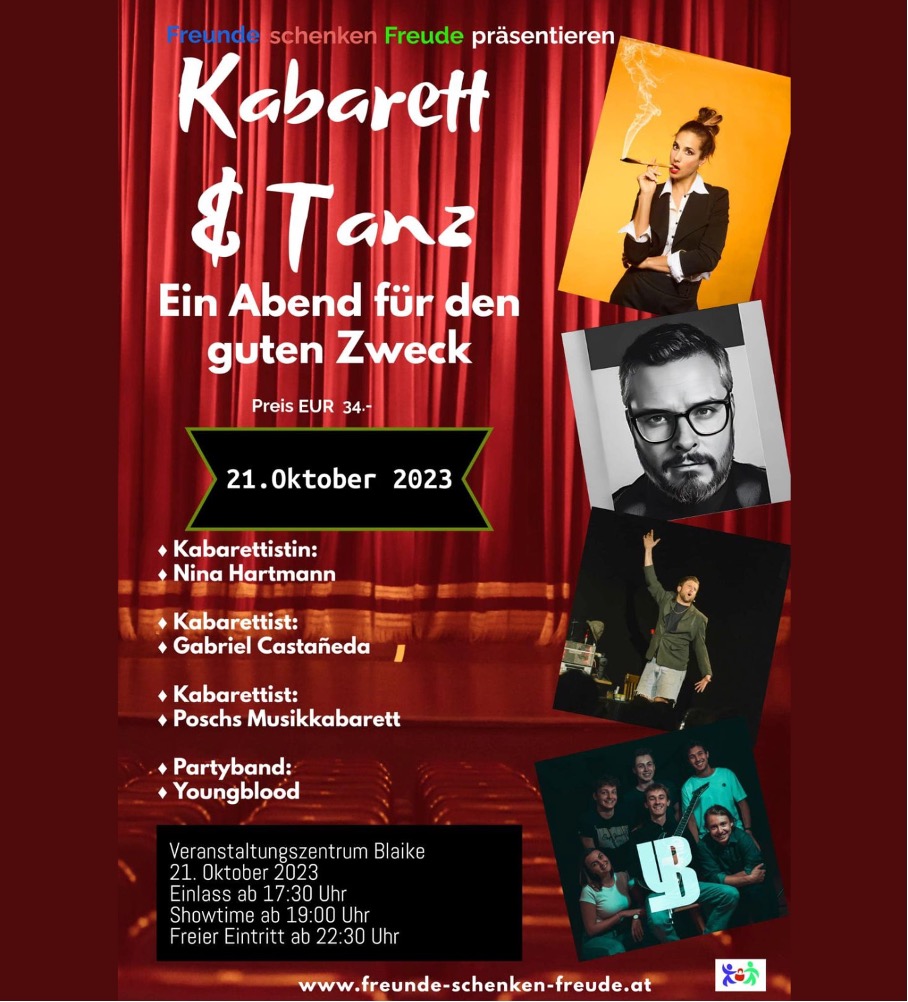 Freunde schenken Freude präsentieren
Kabarett
& Tanz
Ein Abend für den
guten Zweck
Preis EUR 34.-
21.Oktober 2023
♦ Kabarettistin:
♦ Nina Hartmann
♦ Kabarettist:
♦ Gabriel Castañeda
♦ Kabarettist:
♦ Poschs Musikkabarett
♦ Partyband:
♦ Youngblood
YB
Veranstaltungszentrum Blaike
21. Oktober 2023
Einlass ab 17:30 Uhr
Showtime ab 19:00 Uhr
Freier Eintritt ab 22:30 Uhr
www.freunde-schenken-freude.at